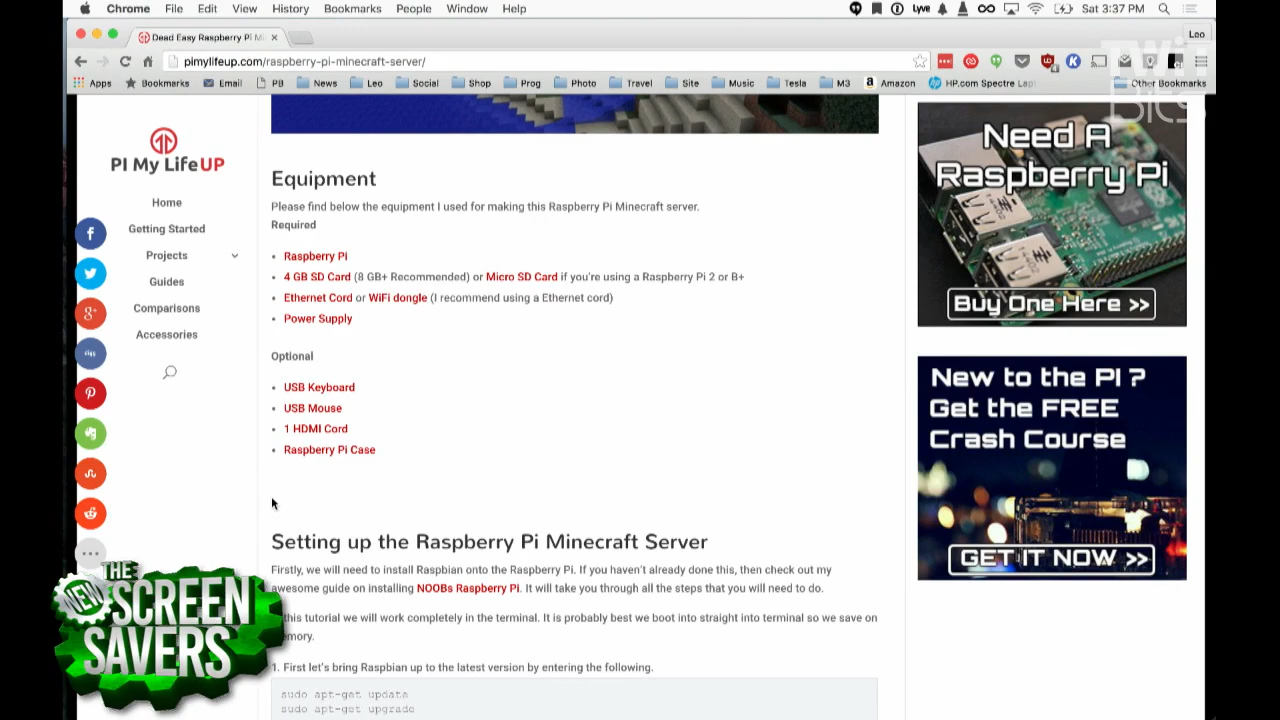 Chrome File Edit View History Bookmarks People Window Help
Lyve Sat 3:37 PM
Dead Easy Raspberry Pi Mi
Leo
pimylifeup.com/raspberry-pi-minecraft-server/
Apps Bookmarks Email PB News Leo Social Shop Prog Photo Travel Site Music Tesla M3 Amazon HP.com Spectre Lap Other Bookmarks
TWiT
Bits
PI My Life UP
Home
Getting Started
Projects
Guides
Comparisons
Accessories
Equipment
Please find below the equipment I used for making this Raspberry Pi Minecraft server.
Required
Raspberry Pi
4 GB SD Card (8 GB+ Recommended) or Micro SD Card if you're using a Raspberry Pi 2 or B+
Ethernet Cord or WiFi dongle (I recommend using a Ethernet cord)
Power Supply
Optional
USB Keyboard
USB Mouse
1 HDMI Cord
Raspberry Pi Case
Setting up the Raspberry Pi Minecraft Server
Firstly, we will need to install Raspbian onto the Raspberry Pi. If you haven't already done this, then check out my
awesome guide on installing NOOBs Raspberry Pi. It will take you through all the steps that you will need to do.
this tutorial we will work completely in the terminal. It is probably best we boot into straight into terminal so we save on
emory.
1. First let's bring Raspbian up to the latest version by entering the following.
sudo apt-get update
sudo apt-get upgrade
Need A
Raspberry Pi
Buy One Here >>
New to the PI ?
Get the FREE
Crash Course
GET IT NOW >>
THE
NEW
SCREEN
SAVERS